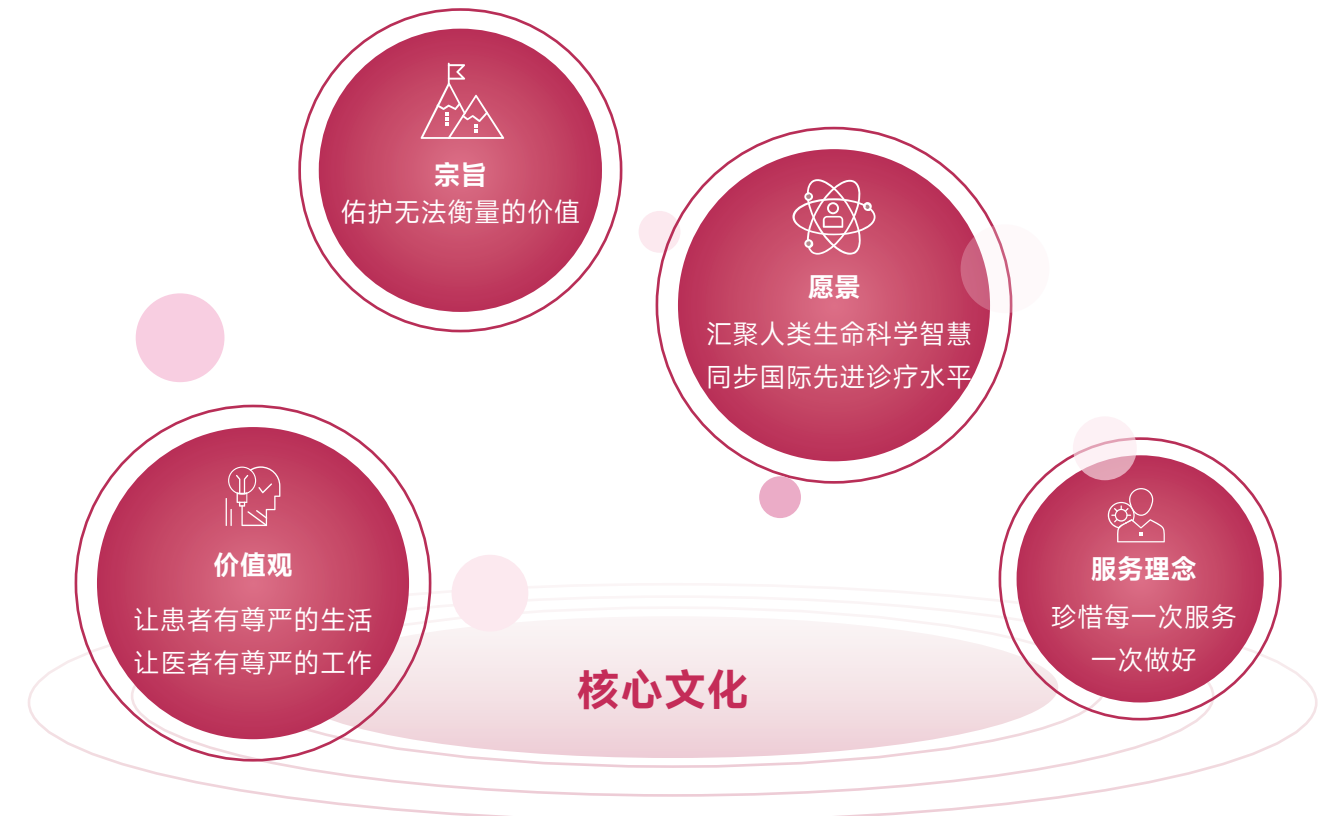 宗旨
佑护无法衡量的价值
愿景
汇聚人类生命科学智慧
同步国际先进诊疗水平
价值观
让患者有尊严的生活
让医者有尊严的工作
服务理念
珍惜每一次服务
一次做好
核心文化